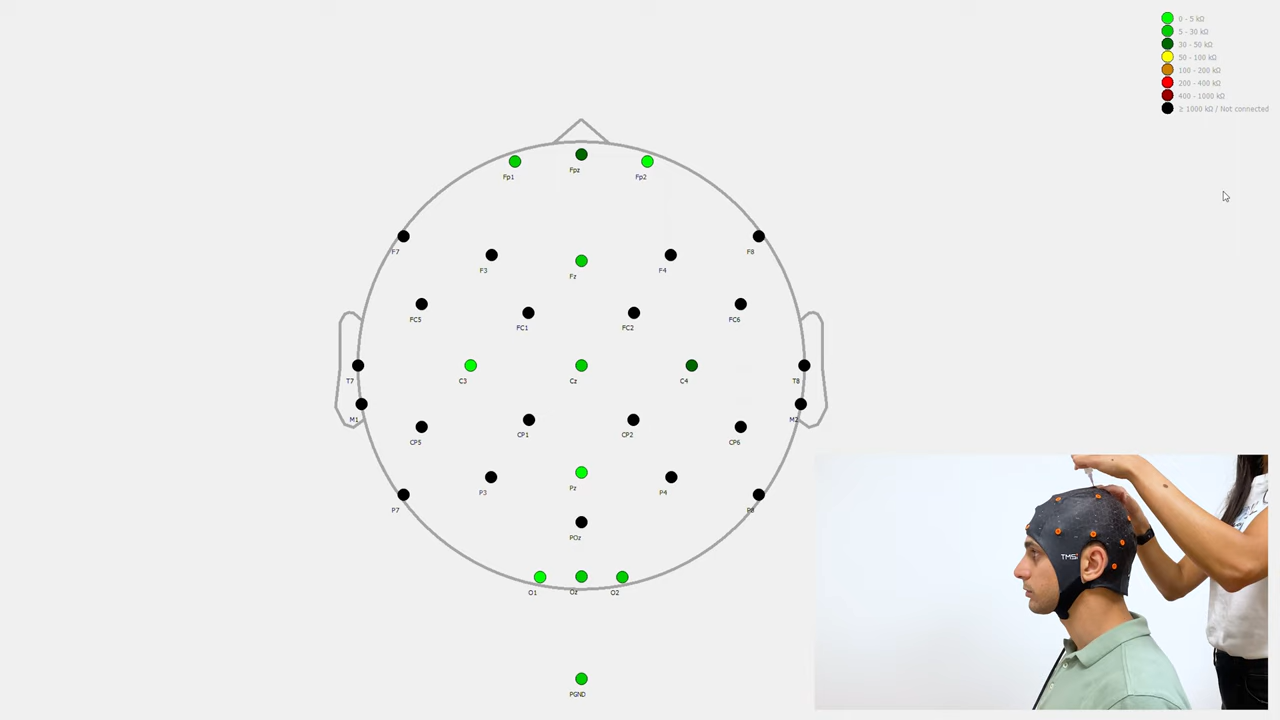 0 - 5 kΩ
5 - 30 kΩ
30 - 50 kΩ
50 - 100 kΩ
100 - 200 kΩ
200 - 400 kΩ
400 - 1000 kΩ
≥ 1000 kΩ / Not connected
Fp1 Fpz Fp2
F7 F3 Fz F4 F8
FC5 FC1 FC2 FC6
T7 C3 Cz C4 T8
M1 M2
CP5 CP1 CP2 CP6
P7 P3 Pz P4 P8
POz
O1 Oz O2
PGND
TMSi